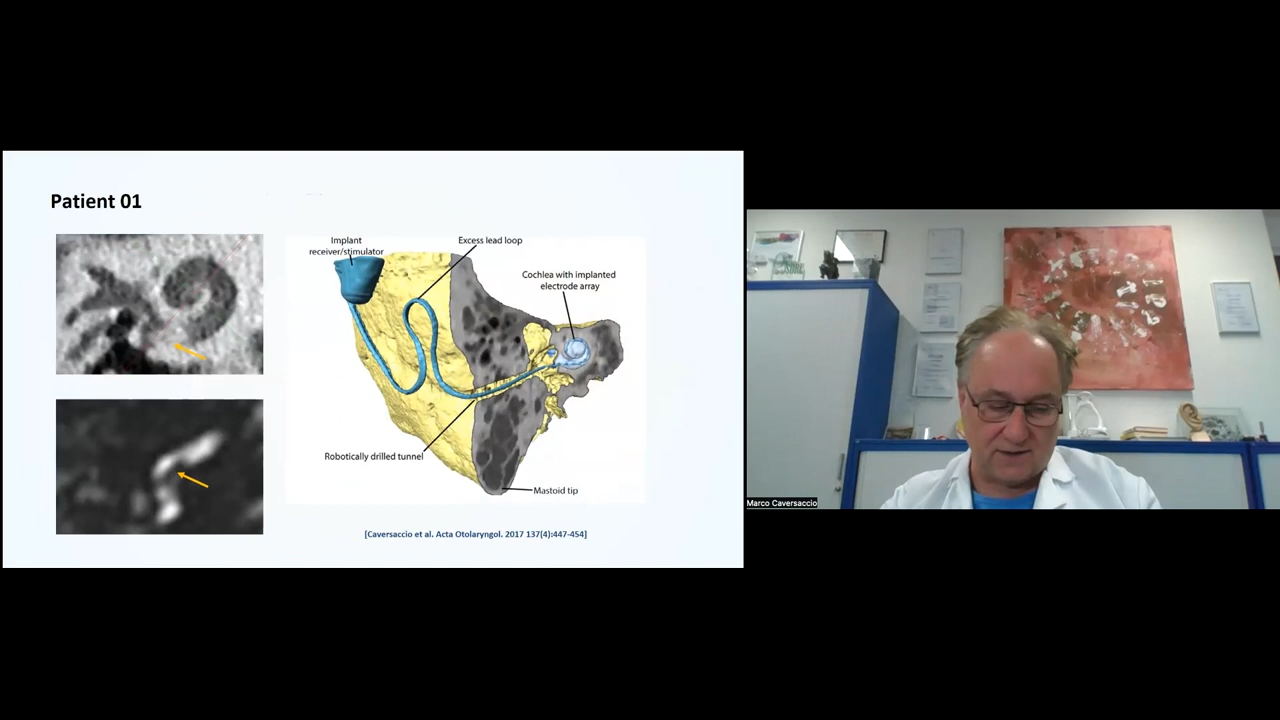 Patient 01
Implant
receiver/stimulator
Excess lead loop
Cochlea with implanted
electrode array
Robotically drilled tunnel
Mastoid tip
[Caversaccio et al. Acta Otolaryngol. 2017 137(4):447-454]
Marco Caversaccio